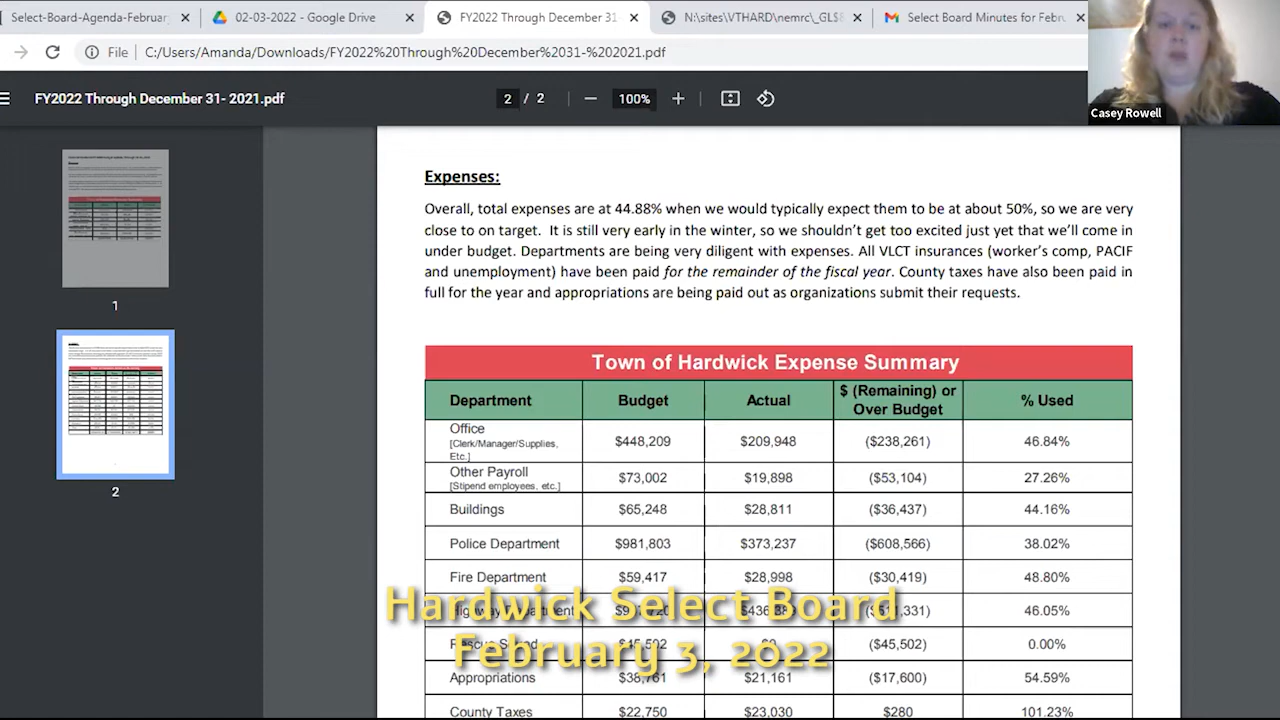 Select-Board-Agenda-Februar
02-03-2022 - Google Drive
FY2022 Through December 31
N:\sites\VTHARD\nemrc\_GL$
Select Board Minutes for Febr
File
C:/Users/Amanda/Downloads/FY2022%20Through%20December%2031-%202021.pdf
Casey Rowell
FY2022 Through December 31- 2021.pdf
2 / 2
100%
1
2
Expenses:
Overall, total expenses are at 44.88% when we would typically expect them to be at about 50%, so we are very
close to on target. It is still very early in the winter, so we shouldn't get too excited just yet that we'll come in
under budget. Departments are being very diligent with expenses. All VLCT insurances (worker's comp, PACIF
and unemployment) have been paid for the remainder of the fiscal year. County taxes have also been paid in
full for the year and appropriations are being paid out as organizations submit their requests.
Town of Hardwick Expense Summary
Department Budget Actual $ (Remaining) or Over Budget % Used
Office
[Clerk/Manager/Supplies,
Etc.]
$448,209 $209,948 ($238,261) 46.84%
Other Payroll
[Stipend employees, etc.]
$73,002 $19,898 ($53,104) 27.26%
Buildings $65,248 $28,811 ($36,437) 44.16%
Police Department $981,803 $373,237 ($608,566) 38.02%
Fire Department $59,417 $28,998 ($30,419) 48.80%
Highway Department 46.05%
$45,502 $0 ($45,502) 0.00%
Appropriations $38,761 $21,161 ($17,600) 54.59%
County Taxes $22,750 $23,030 $280 101.23%
Hardwick Select Board
February 3, 2022